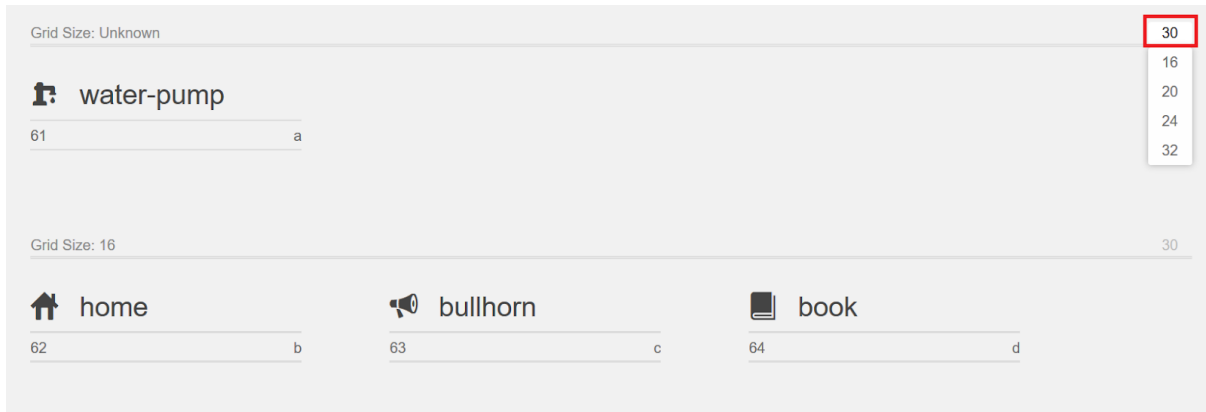 Grid Size: Unknown 30
16
water-pump 20
24
61 a
32
Grid Size: 16 30
home bullhorn book
62 b 63 c 64 d